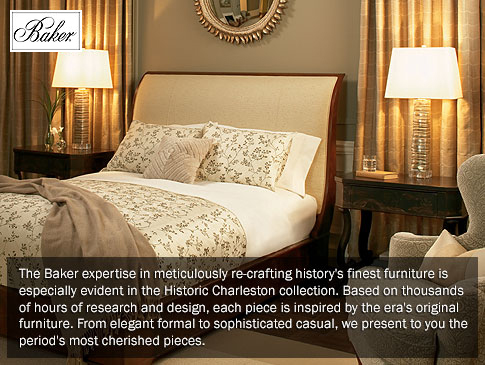 Baker
The Baker expertise in meticulously re-crafting history's finest furniture is
especially evident in the Historic Charleston collection. Based on thousands
of hours of research and design, each piece is inspired by the era's original
furniture. From elegant formal to sophisticated casual, we present to you the
period's most cherished pieces.